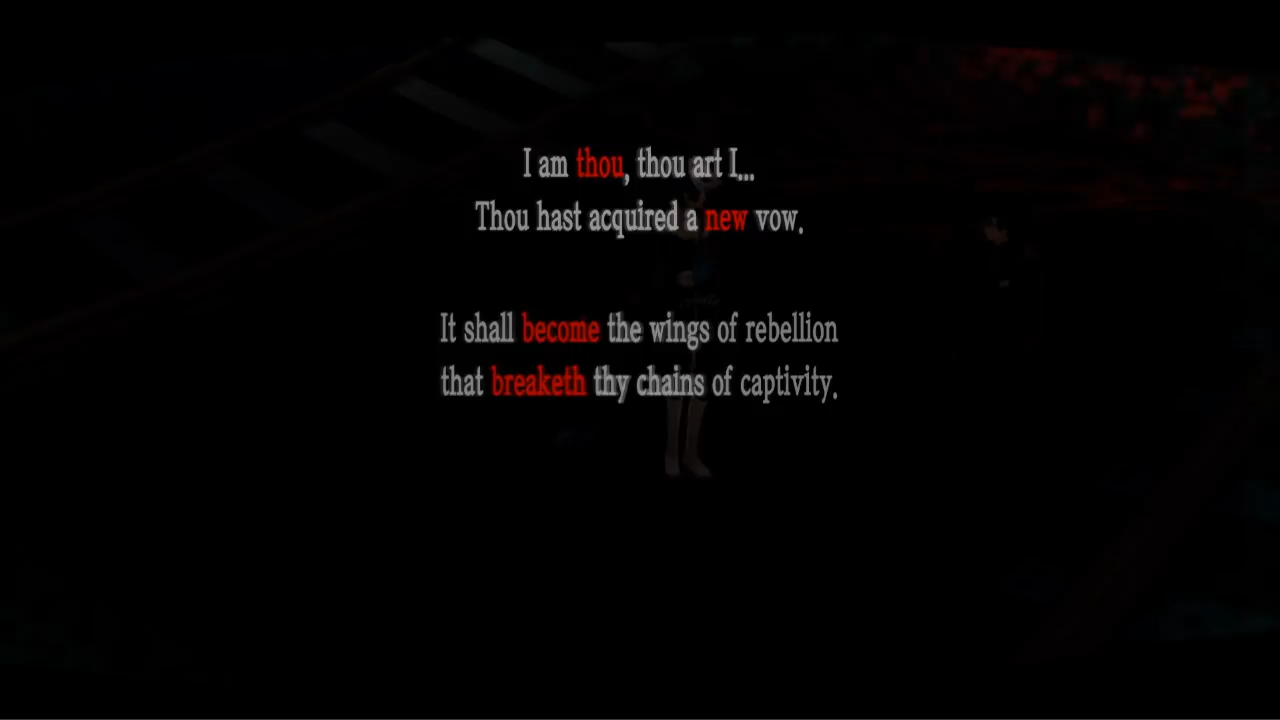 I am thou, thou art I...
Thou hast acquired a new vow.
It shall become the wings of rebellion
that breaketh thy chains of captivity.